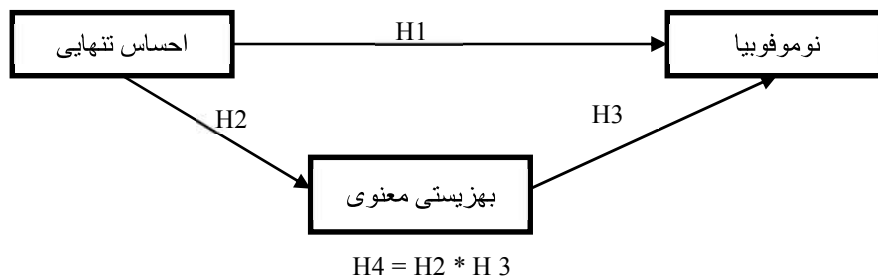 احساس تنهایی
H1
نوموفوبیا
H2
H3
بهزیستی معنوی
H4 = H2 * H 3